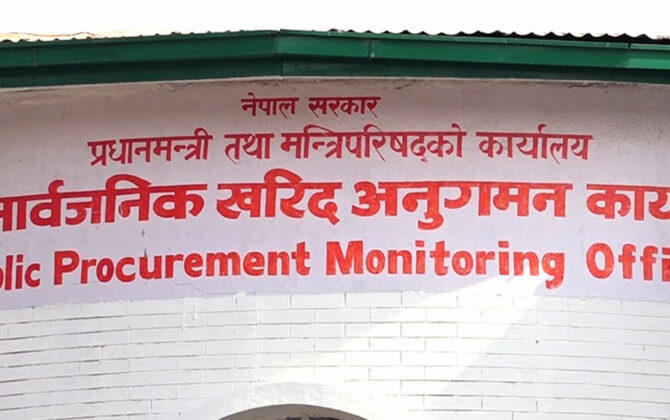 नेपाल सरकार
प्रधानमन्त्री तथा मन्त्रिपरिषद्को कार्यालय
सार्वजनिक खरिद अनुगमन कार्य
blic Procurement Monitoring Offi